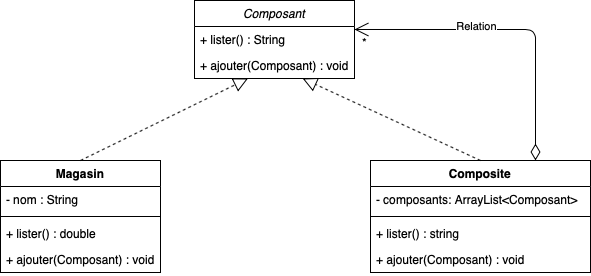 Composant
+ lister() : String
+ ajouter(Composant) : void
Relation
*
Magasin
- nom : String
+ lister() : double
+ ajouter(Composant) : void
Composite
- composants: ArrayList<Composant>
+ lister() : string
+ ajouter(Composant) : void